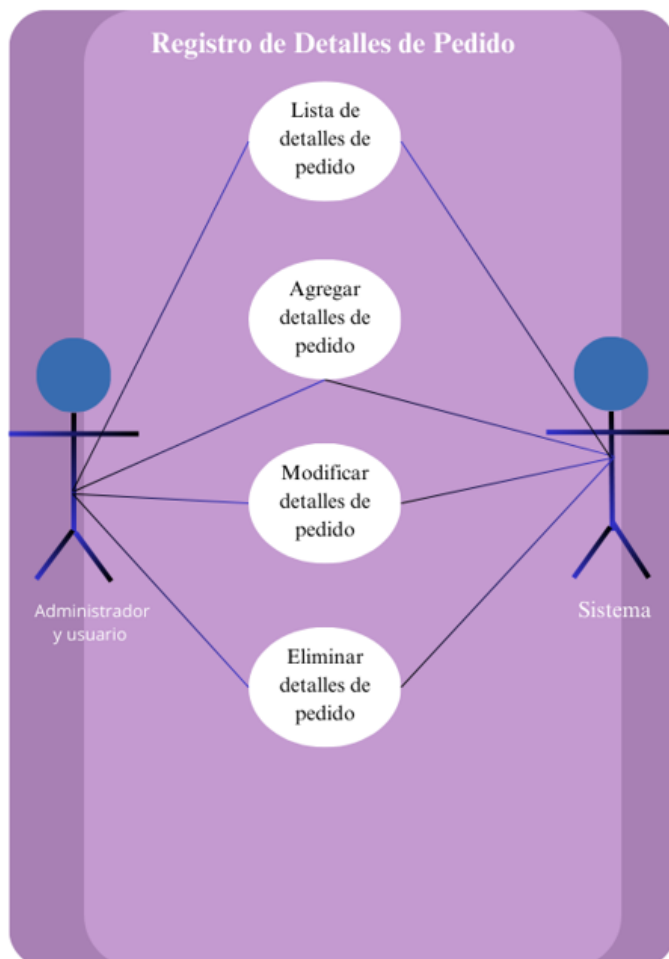 Registro de Detalles de Pedido
Lista de
detalles de
pedido
Agregar
detalles de
pedido
Modificar
detalles de
pedido
Administrador
y usuario
Sistema
Eliminar
detalles de
pedido